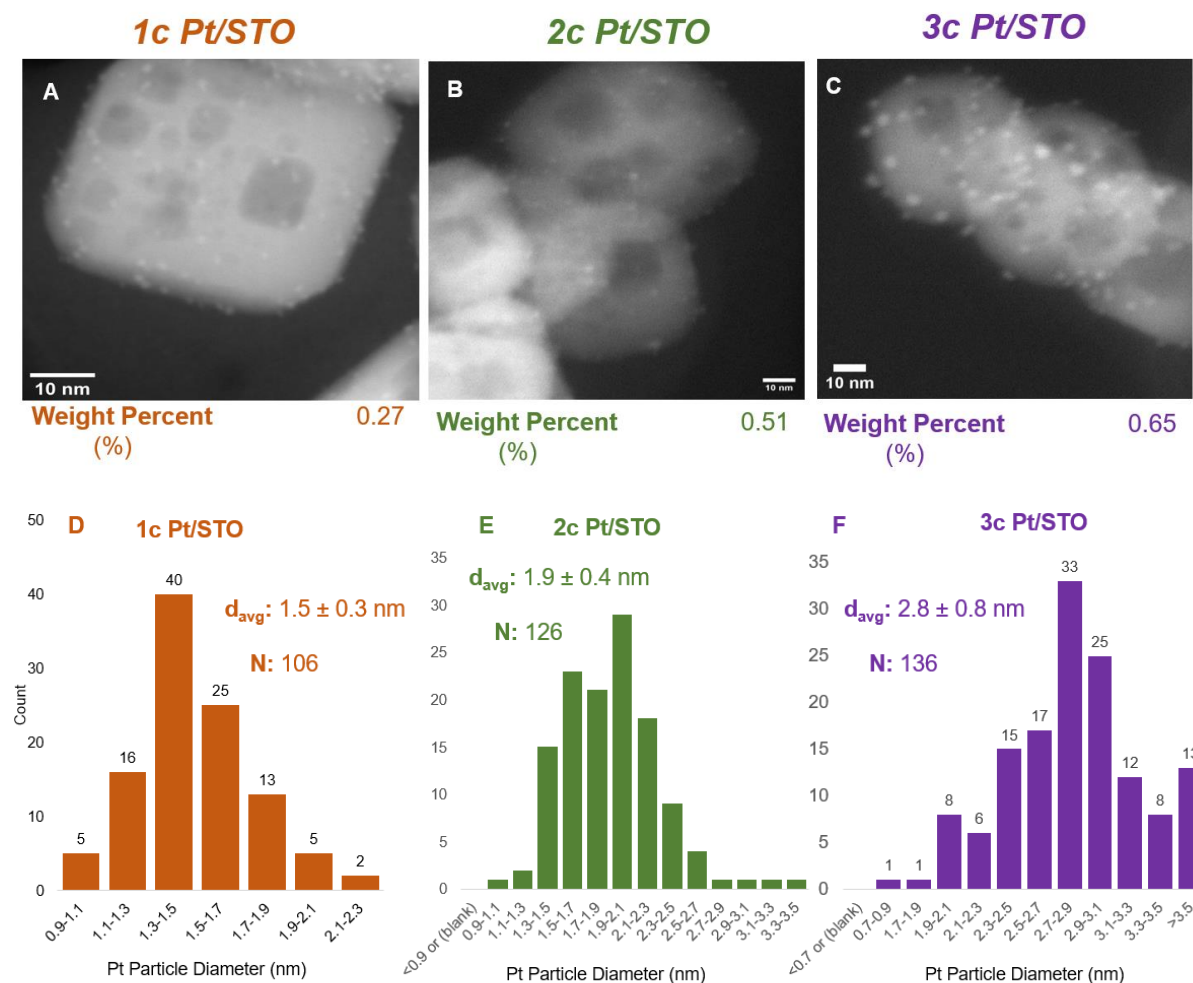 1c Pt/STO
2c Pt/STO
3c Pt/STO
A
10 nm
B
10 nm
C
10 nm
Weight Percent 0.27
(%)
Weight Percent 0.51
(%)
Weight Percent 0.65
(%)
D 1c Pt/STO
davg: 1.5 ± 0.3 nm
N: 106
Count
50
40
30
20
10
0
5
16
40
25
13
5
2
0.9-1.1
1.1-1.3
1.3-1.5
1.5-1.7
1.7-1.9
1.9-2.1
2.1-2.3
Pt Particle Diameter (nm)
E 2c Pt/STO
davg: 1.9 ± 0.4 nm
N: 126
35
30
25
20
15
10
5
0
<0.9 or (blank)
0.9-1.1
1.1-1.3
1.3-1.5
1.5-1.7
1.7-1.9
1.9-2.1
2.1-2.3
2.3-2.5
2.5-2.7
2.7-2.9
2.9-3.1
3.1-3.3
3.3-3.5
Pt Particle Diameter (nm)
F 3c Pt/STO
davg: 2.8 ± 0.8 nm
N: 136
35
30
25
20
15
10
5
0
1
1
8
6
15
17
33
25
12
8
13
<0.7 or (blank)
0.7-0.9
1.7-1.9
1.9-2.1
2.1-2.3
2.3-2.5
2.5-2.7
2.7-2.9
2.9-3.1
3.1-3.3
3.3-3.5
>3.5
Pt Particle Diameter (nm)